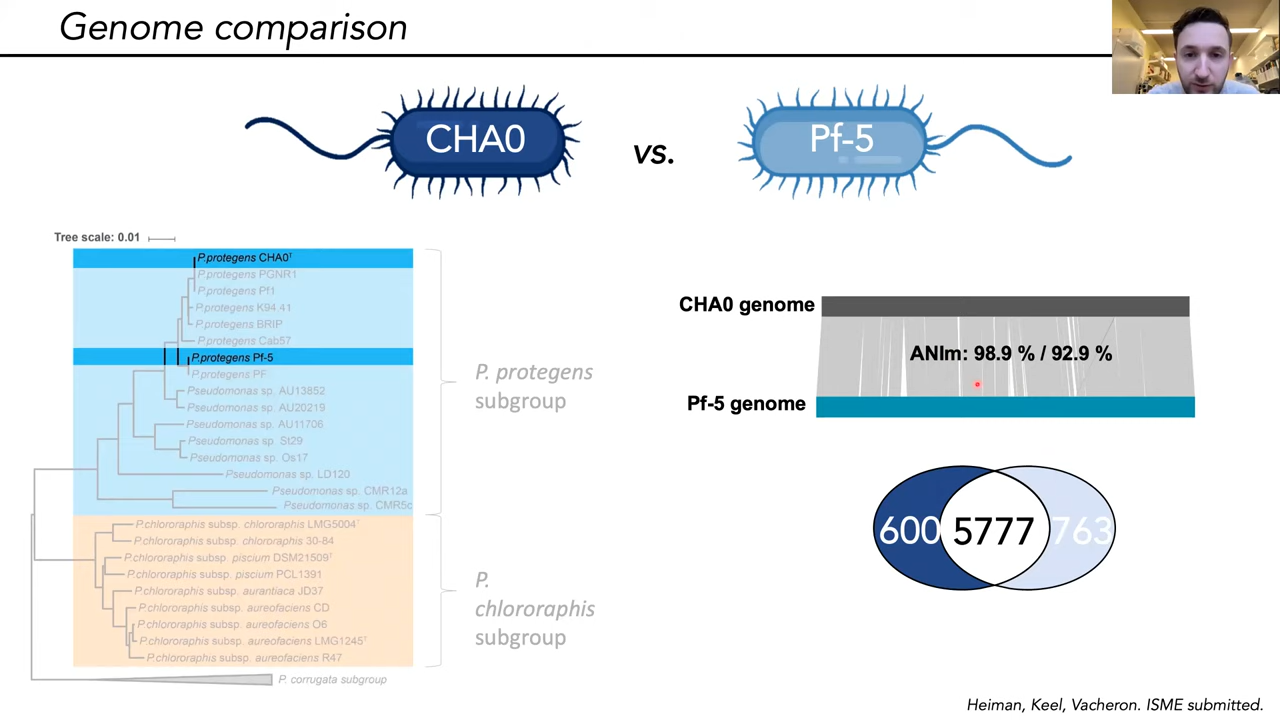 Genome comparison
CHA0
vs.
Pf-5
Tree scale: 0.01
P.protegens CHA0ᵀ
P.protegens PGNR1
P.protegens Pf1
P.protegens K94.41
P.protegens BRIP
P.protegens Cab57
P.protegens Pf-5
P.protegens PF
Pseudomonas sp. AU13852
Pseudomonas sp. AU20219
Pseudomonas sp. AU11706
Pseudomonas sp. St29
Pseudomonas sp. Os17
Pseudomonas sp. LD120
Pseudomonas sp. CMR12a
Pseudomonas sp. CMR5c
P. protegens
subgroup
P.chlororaphis subsp. chlororaphis LMG5004ᵀ
P.chlororaphis subsp. chlororaphis 30-84
P.chlororaphis subsp. piscium DSM21509ᵀ
P.chlororaphis subsp. piscium PCL1391
P.chlororaphis subsp. aurantiaca JD37
P.chlororaphis subsp. aureofaciens CD
P.chlororaphis subsp. aureofaciens O6
P.chlororaphis subsp. aureofaciens LMG1245ᵀ
P.chlororaphis subsp. aureofaciens R47
P.
chlororaphis
subgroup
P. corrugata subgroup
CHA0 genome
ANIm: 98.9 % / 92.9 %
Pf-5 genome
600
5777
763
Heiman, Keel, Vacheron. ISME submitted.